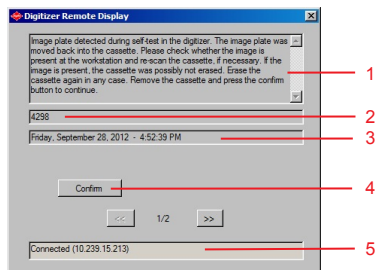 Digitizer Remote Display
Image plate detected during self-test in the digitizer. The image plate was
moved back into the cassette. Please check whether the image is
present at the workstation and re-scan the cassette, if necessary. If the
image is present, the cassette was possibly not erased. Erase the
cassette again in any case. Remove the cassette and press the confirm
button to continue.
1
4298
2
Friday, September 28, 2012 - 4:52:39 PM
3
Confirm
4
<< 1/2 >>
Connected (10.239.15.213)
5